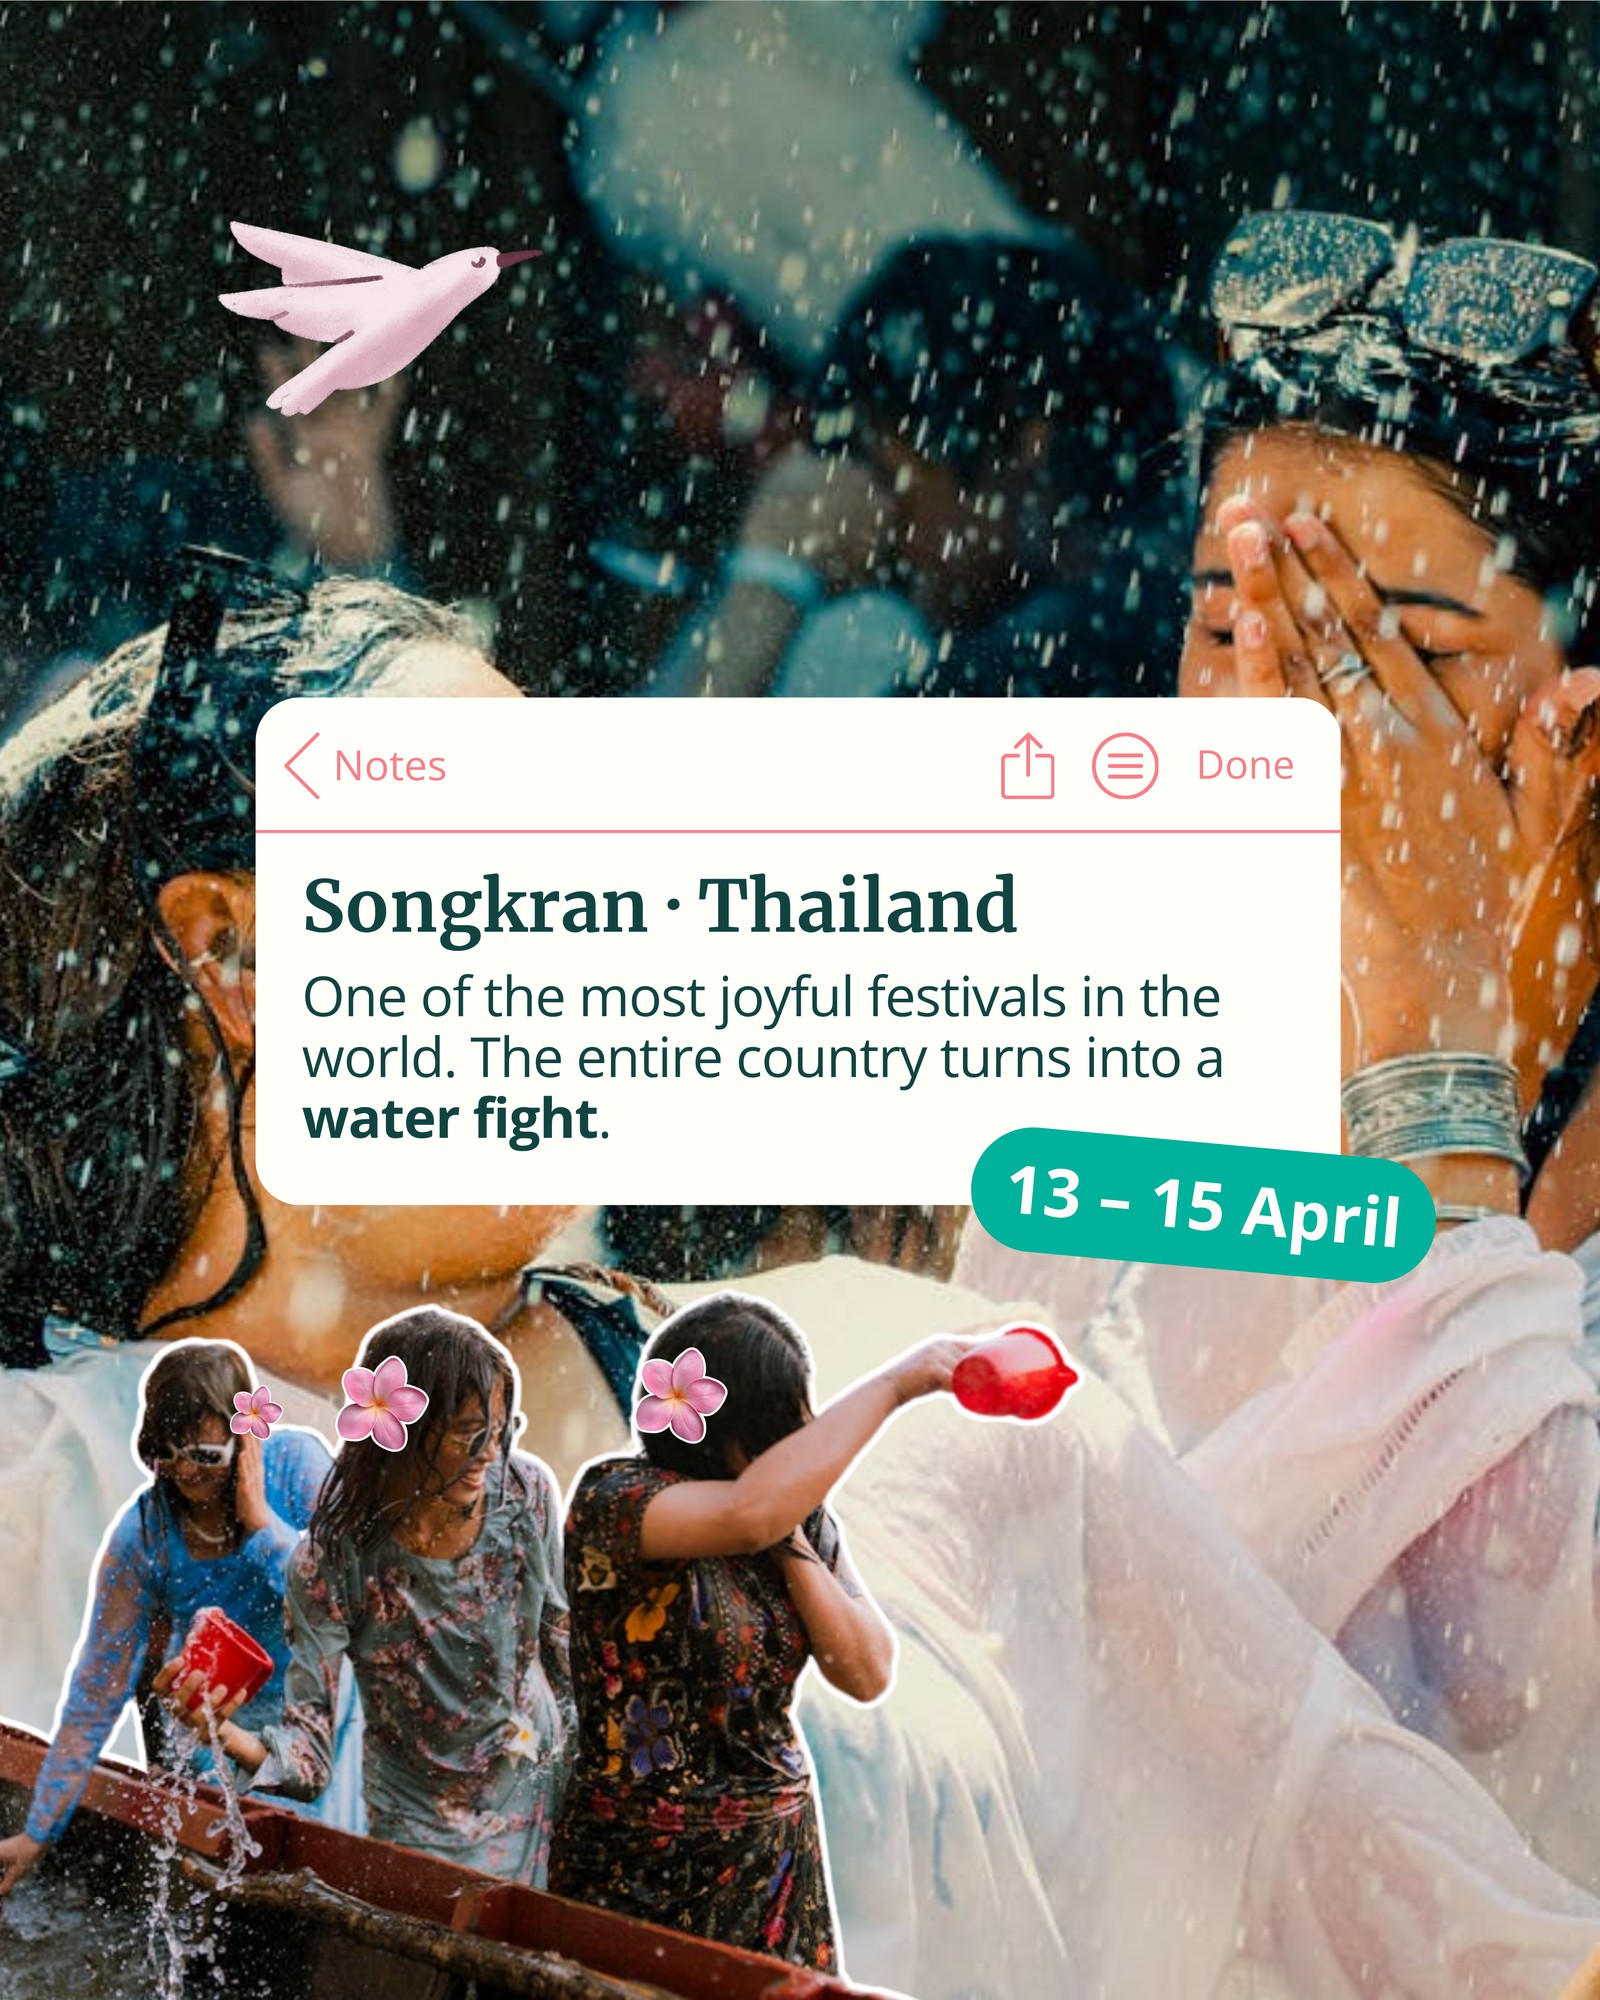 Notes
Done
Songkran · Thailand
One of the most joyful festivals in the
world. The entire country turns into a
water fight.
13 – 15 April